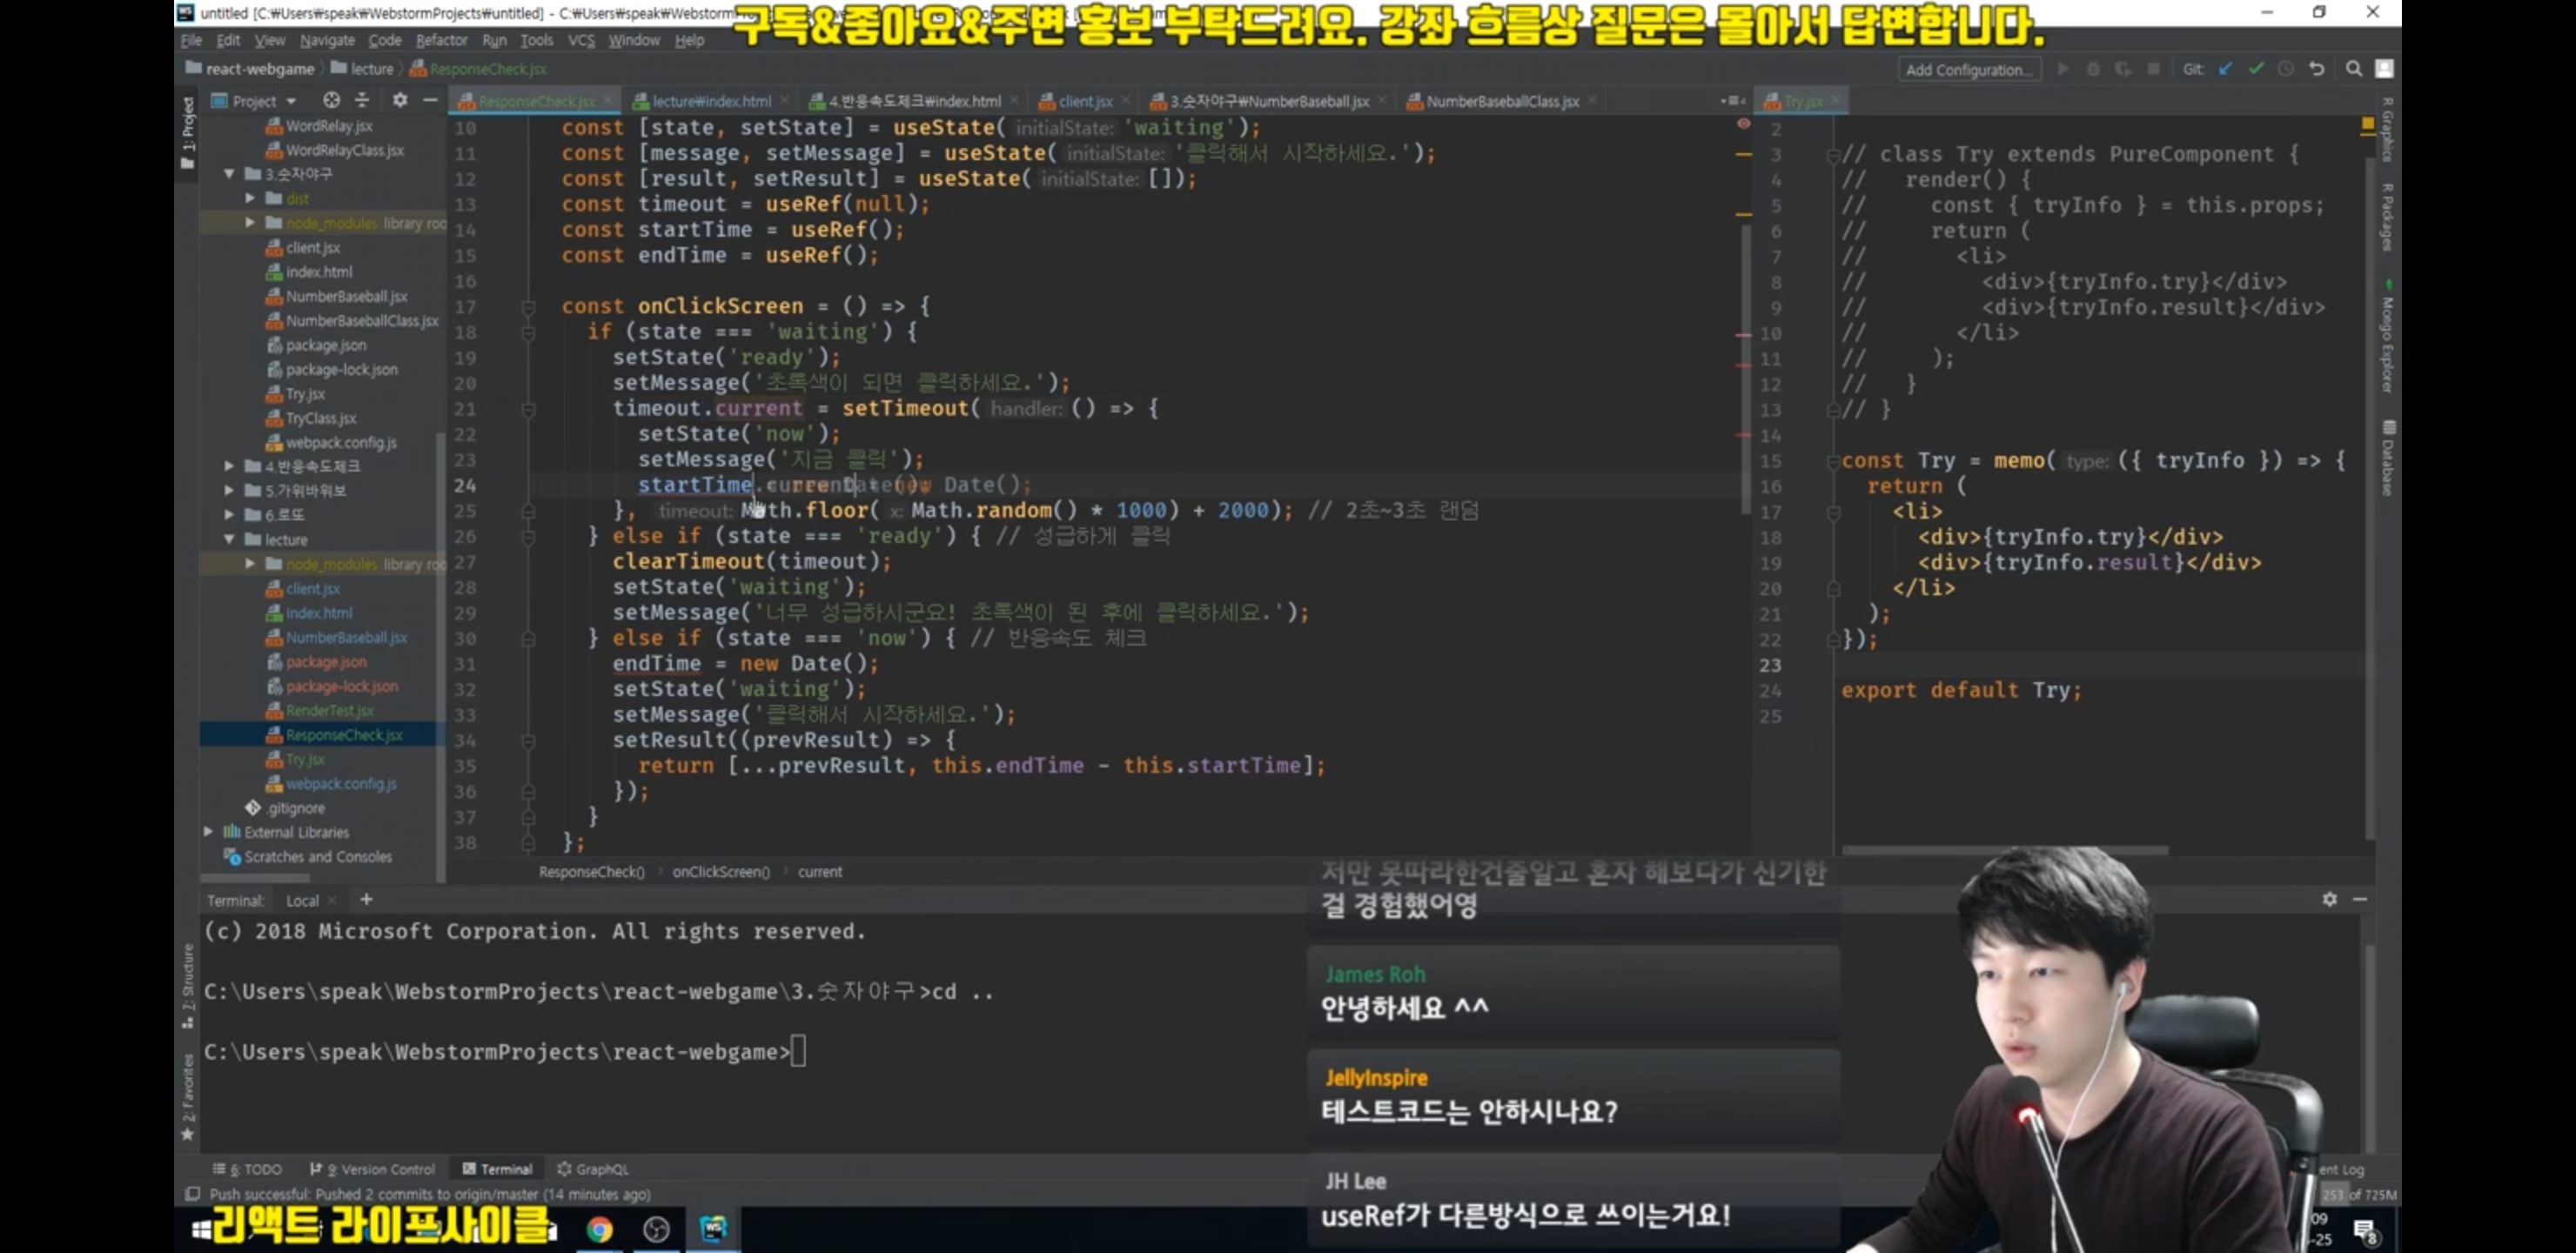 untitled [C:₩Users₩speak₩WebstormProjects₩untitled] - C:₩Users₩speak₩Webstorm
구독&좋아요&주변 홍보 부탁드려요. 강좌 흐름상 질문은 몰아서 답변합니다.
File Edit View Navigate Code Refactor Run Tools VCS Window Help
react-webgame lecture ResponseCheck.jsx Add Configuration... Git:
1: Project
Project
ResponseCheck.jsx lecture₩index.html 4.반응속도체크₩index.html client.jsx 3.숫자야구₩NumberBaseball.jsx NumberBaseballClass.jsx Try.jsx
WordRelay.jsx
WordRelayClass.jsx
3.숫자야구
dist
node_modules library roo
client.jsx
index.html
NumberBaseball.jsx
NumberBaseballClass.jsx
package.json
package-lock.json
Try.jsx
TryClass.jsx
webpack.config.js
4.반응속도체크
5.가위바위보
6.로또
lecture
node_modules library roo
client.jsx
index.html
NumberBaseball.jsx
package.json
package-lock.json
RenderTest.jsx
ResponseCheck.jsx
Try.jsx
webpack.config.js
.gitignore
External Libraries
Scratches and Consoles
10 const [state, setState] = useState( initialState: 'waiting');
11 const [message, setMessage] = useState( initialState: '클릭해서 시작하세요.');
12 const [result, setResult] = useState( initialState: []);
13 const timeout = useRef(null);
14 const startTime = useRef();
15 const endTime = useRef();
16
17 const onClickScreen = () => {
18 if (state === 'waiting') {
19 setState('ready');
20 setMessage('초록색이 되면 클릭하세요.');
21 timeout.current = setTimeout( handler: () => {
22 setState('now');
23 setMessage('지금 클릭');
24 startTime Date();
25 }, timeout: Math.floor( x: Math.random() * 1000) + 2000); // 2초~3초 랜덤
26 } else if (state === 'ready') { // 성급하게 클릭
27 clearTimeout(timeout);
28 setState('waiting');
29 setMessage('너무 성급하시군요! 초록색이 된 후에 클릭하세요.');
30 } else if (state === 'now') { // 반응속도 체크
31 endTime = new Date();
32 setState('waiting');
33 setMessage('클릭해서 시작하세요.');
34 setResult((prevResult) => {
35 return [...prevResult, this.endTime - this.startTime];
36 });
37 }
38 };
ResponseCheck() onClickScreen() current
2
3 // class Try extends PureComponent {
4 // render() {
5 // const { tryInfo } = this.props;
6 // return (
7 // <li>
8 // <div>{tryInfo.try}</div>
9 // <div>{tryInfo.result}</div>
10 // </li>
11 // );
12 // }
13 // }
14
15 const Try = memo( type: ({ tryInfo }) => {
16 return (
17 <li>
18 <div>{tryInfo.try}</div>
19 <div>{tryInfo.result}</div>
20 </li>
21 );
22 });
23
24 export default Try;
25
R Graphics
R Packages
Mongo Explorer
Database
Terminal: Local +
(c) 2018 Microsoft Corporation. All rights reserved.
C:\Users\speak\WebstormProjects\react-webgame\3.숫자야구>cd ..
C:\Users\speak\WebstormProjects\react-webgame>
7: Structure
2: Favorites
저만 못따라한건줄알고 혼자 해보다가 신기한
걸 경험했어영
James Roh
안녕하세요 ^^
JellyInspire
테스트코드는 안하시나요?
JH Lee
useRef가 다른방식으로 쓰이는거요!
6: TODO 9: Version Control Terminal GraphQL ent Log
Push successful: Pushed 2 commits to origin/master (14 minutes ago) 253 of 725M
리액트 라이프사이클
WS
09
-25
8